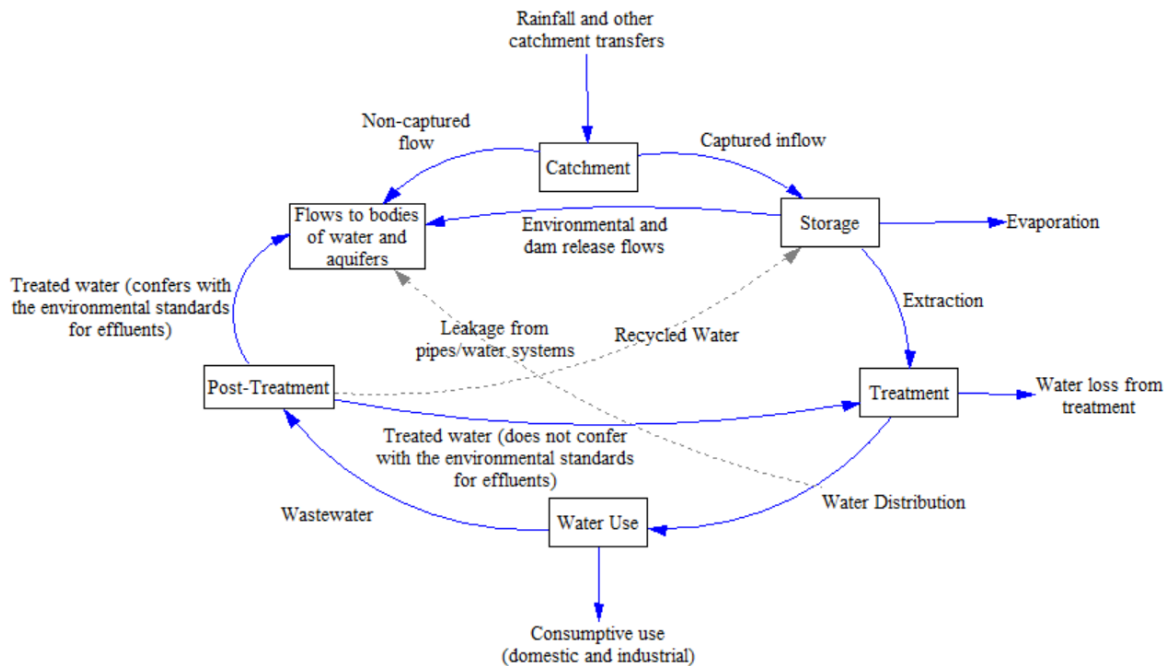 Rainfall and other
catchment transfers
Non-captured
flow
Captured inflow
Catchment
Flows to bodies
of water and
aquifers
Environmental and
dam release flows
Storage
Evaporation
Treated water (confers with
the environmental standards
for effluents)
Leakage from
pipes/water systems
Recycled Water
Extraction
Post-Treatment
Treatment
Water loss from
treatment
Treated water (does not confer
with the environmental standards
for effluents)
Wastewater
Water Use
Water Distribution
Consumptive use
(domestic and industrial)